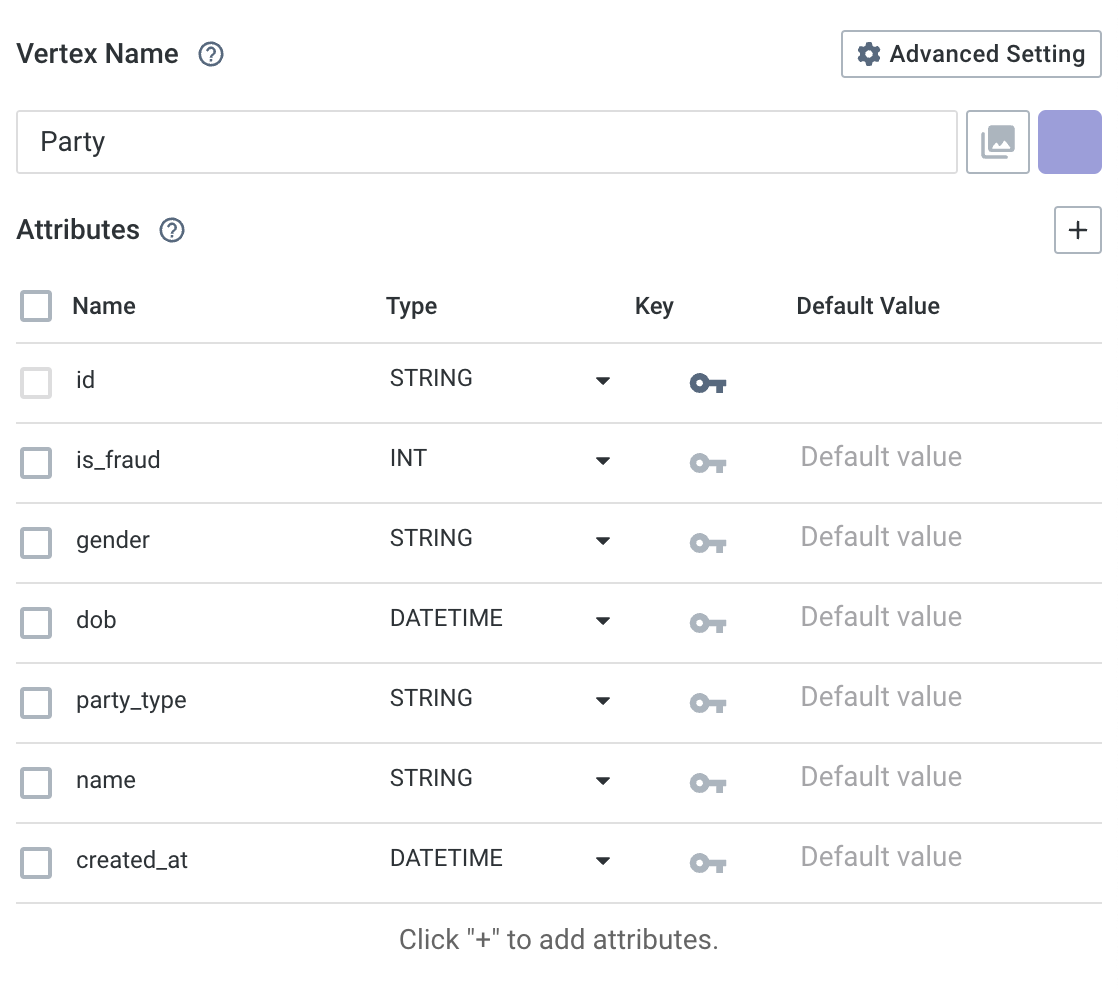 Vertex Name
Advanced Setting
Party
Attributes
+
Name Type Key Default Value
id STRING
is_fraud INT Default value
gender STRING Default value
dob DATETIME Default value
party_type STRING Default value
name STRING Default value
created_at DATETIME Default value
Click "+" to add attributes.